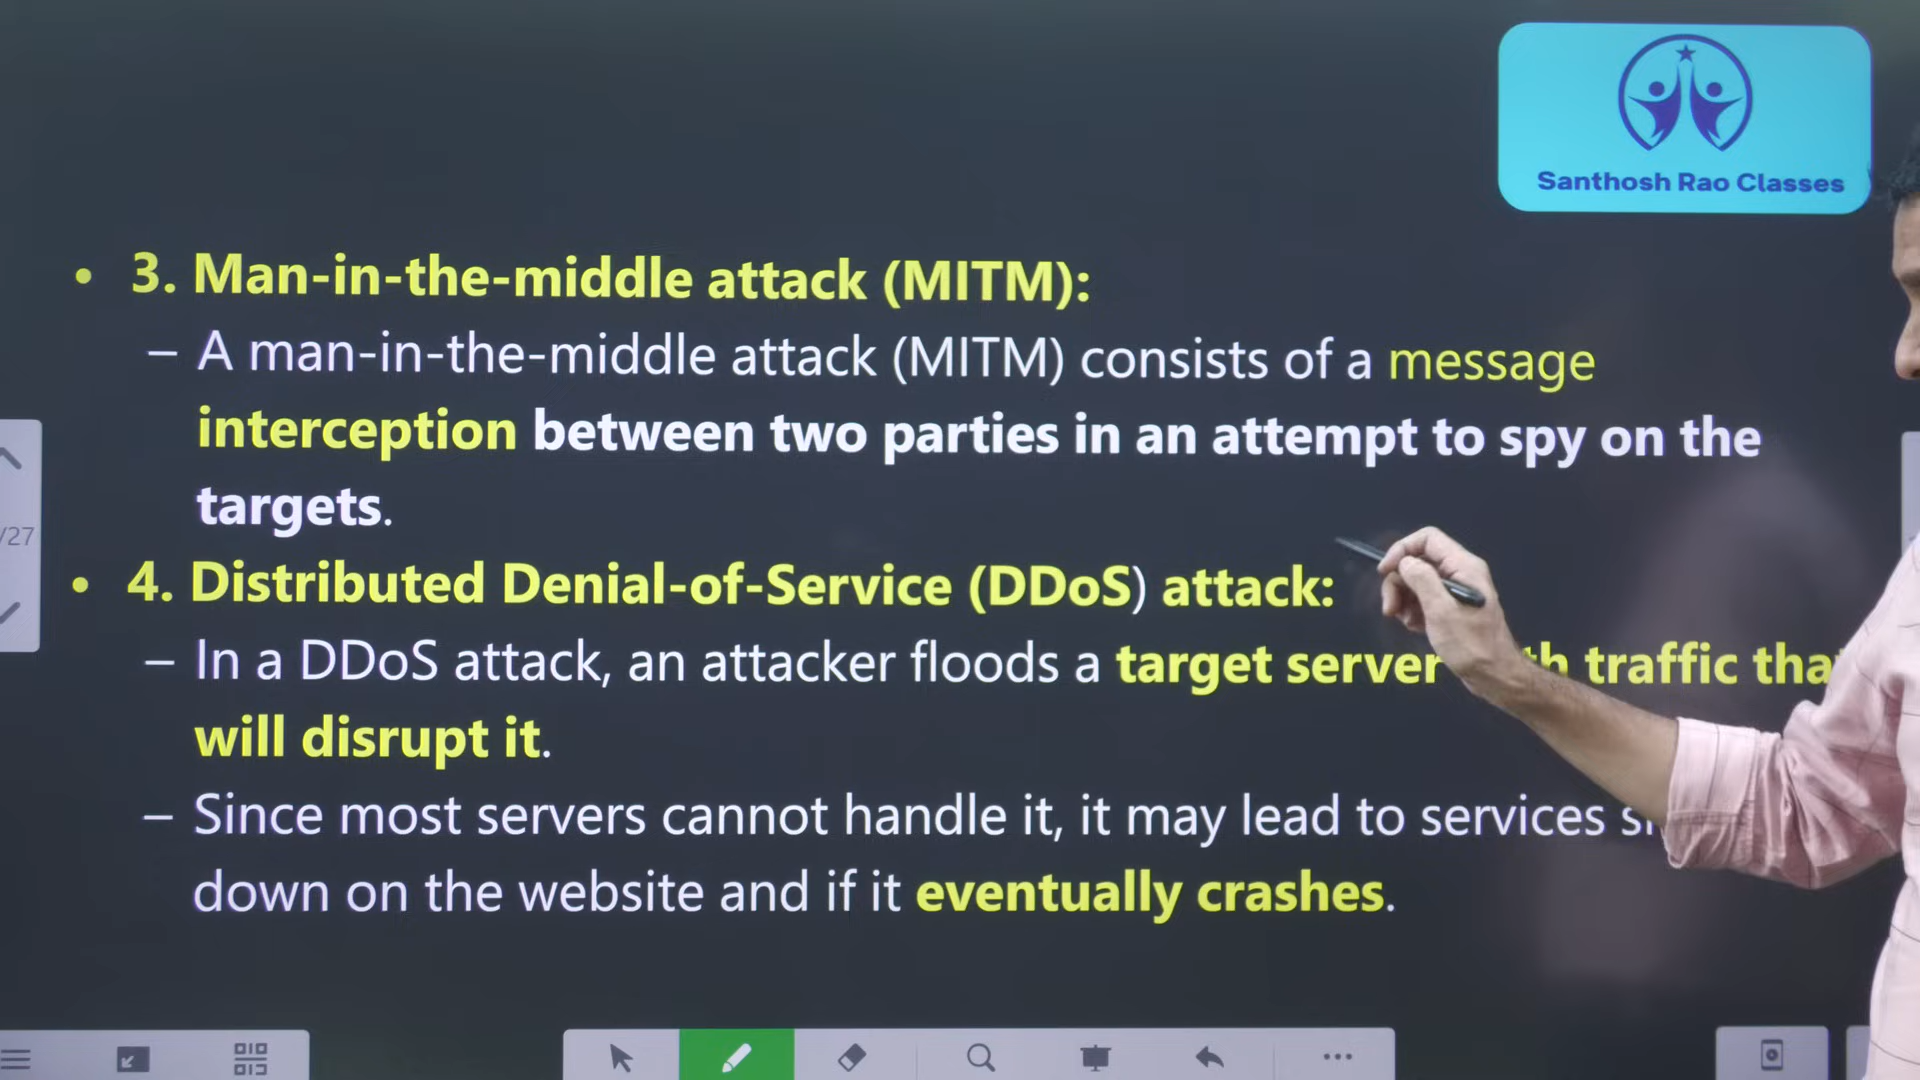 Santhosh Rao Classes
• 3. Man-in-the-middle attack (MITM):
– A man-in-the-middle attack (MITM) consists of a message
interception between two parties in an attempt to spy on the
targets.
/27
• 4. Distributed Denial-of-Service (DDoS) attack:
– In a DDoS attack, an attacker floods a target server traffic
will disrupt it.
– Since most servers cannot handle it, it may lead to services
down on the website and if it eventually crashes.